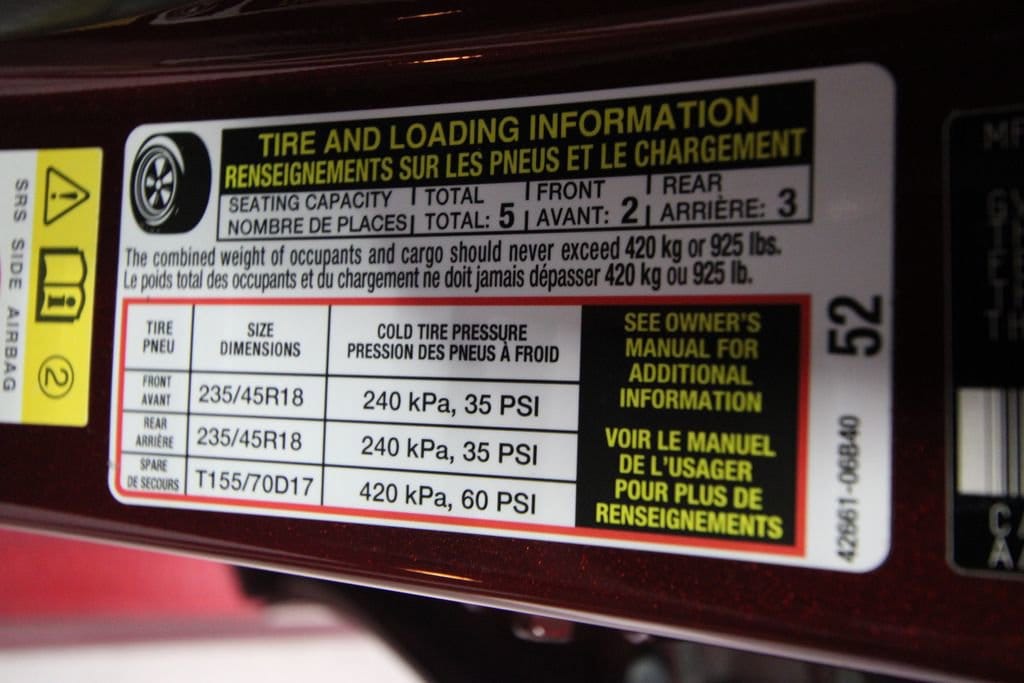 SRS SIDE AIRBAG
2
TIRE AND LOADING INFORMATION
RENSEIGNEMENTS SUR LES PNEUS ET LE CHARGEMENT
SEATING CAPACITY TOTAL FRONT REAR
NOMBRE DE PLACES TOTAL: 5 AVANT: 2 ARRIÈRE: 3
The combined weight of occupants and cargo should never exceed 420 kg or 925 lbs.
Le poids total des occupants et du chargement ne doit jamais dépasser 420 kg ou 925 lb.
TIRE SIZE COLD TIRE PRESSURE
PNEU DIMENSIONS PRESSION DES PNEUS À FROID
FRONT
AVANT 235/45R18 240 kPa, 35 PSI
REAR
ARRIÈRE 235/45R18 240 kPa, 35 PSI
SPARE
DE SECOURS T155/70D17 420 kPa, 60 PSI
SEE OWNER'S
MANUAL FOR
ADDITIONAL
INFORMATION
VOIR LE MANUEL
DE L'USAGER
POUR PLUS DE
RENSEIGNEMENTS
52
42661-06B40